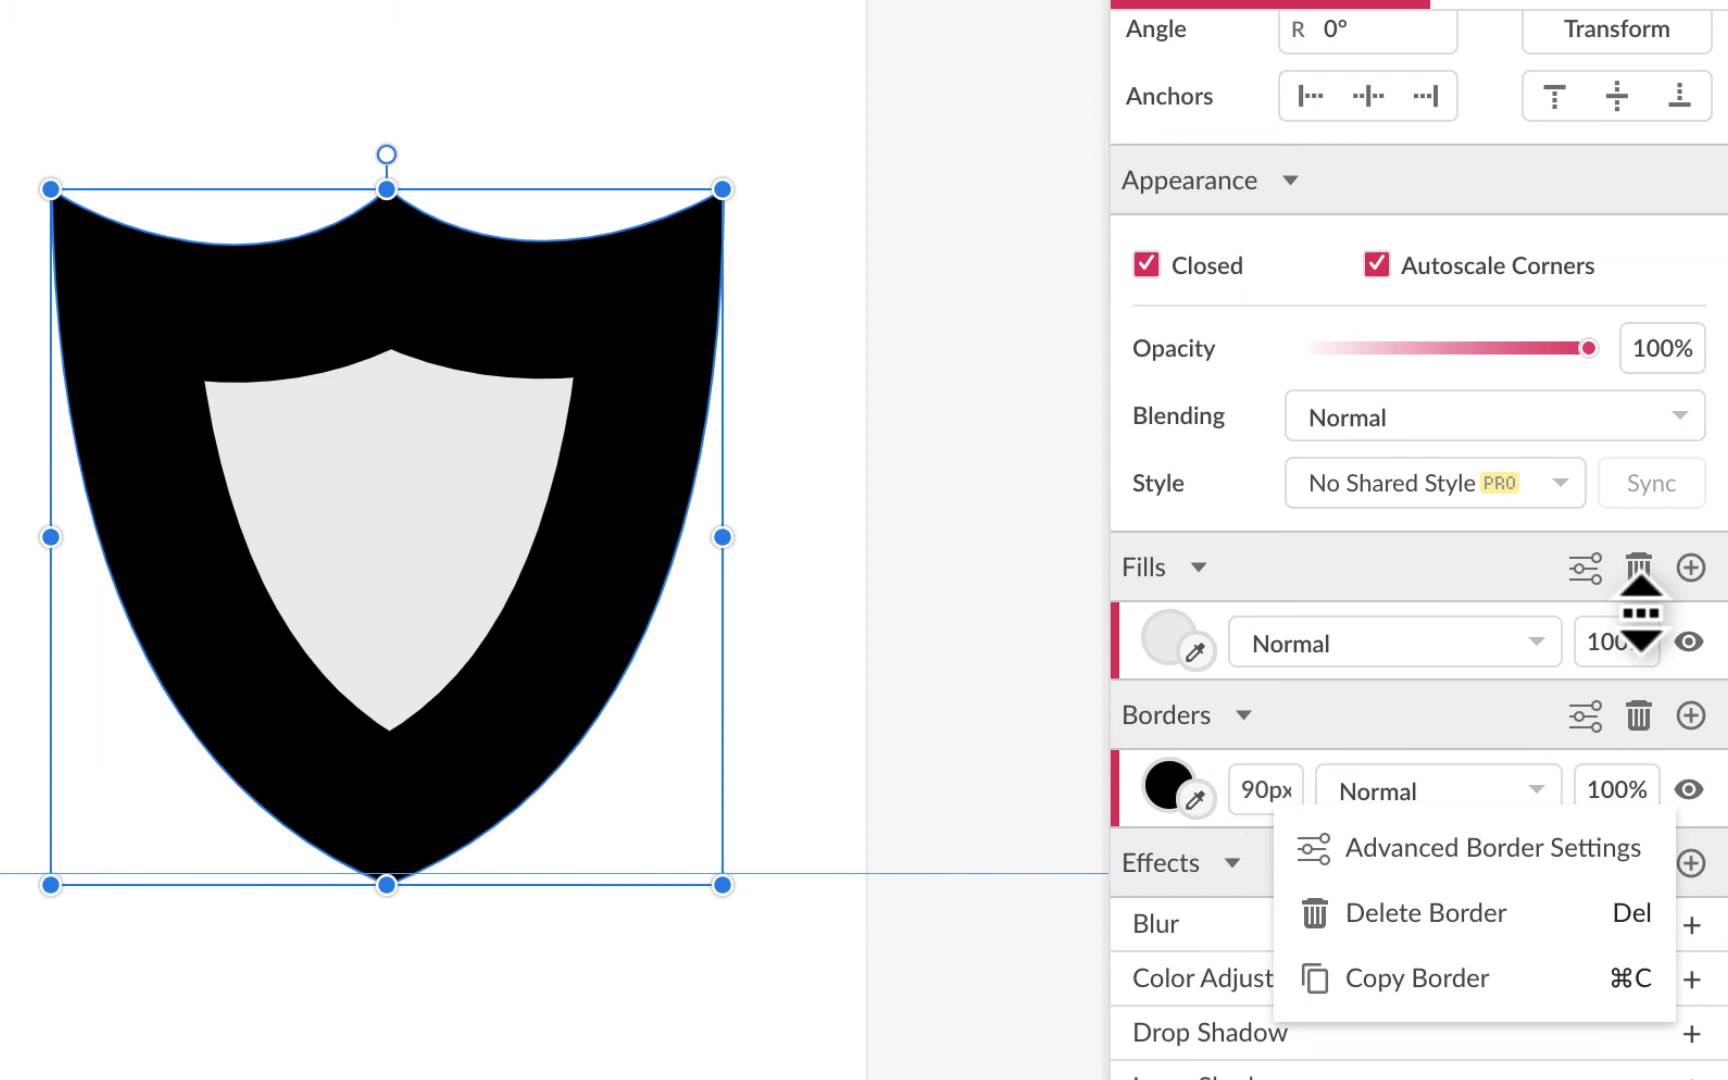 Angle R 0° Transform
Anchors
Appearance
Closed Autoscale Corners
Opacity 100%
Blending Normal
Style No Shared Style PRO Sync
Fills
Normal 100
Borders
90px Normal 100%
Advanced Border Settings
Effects
Delete Border Del
Blur
Copy Border ⌘C
Color Adjust
Drop Shadow